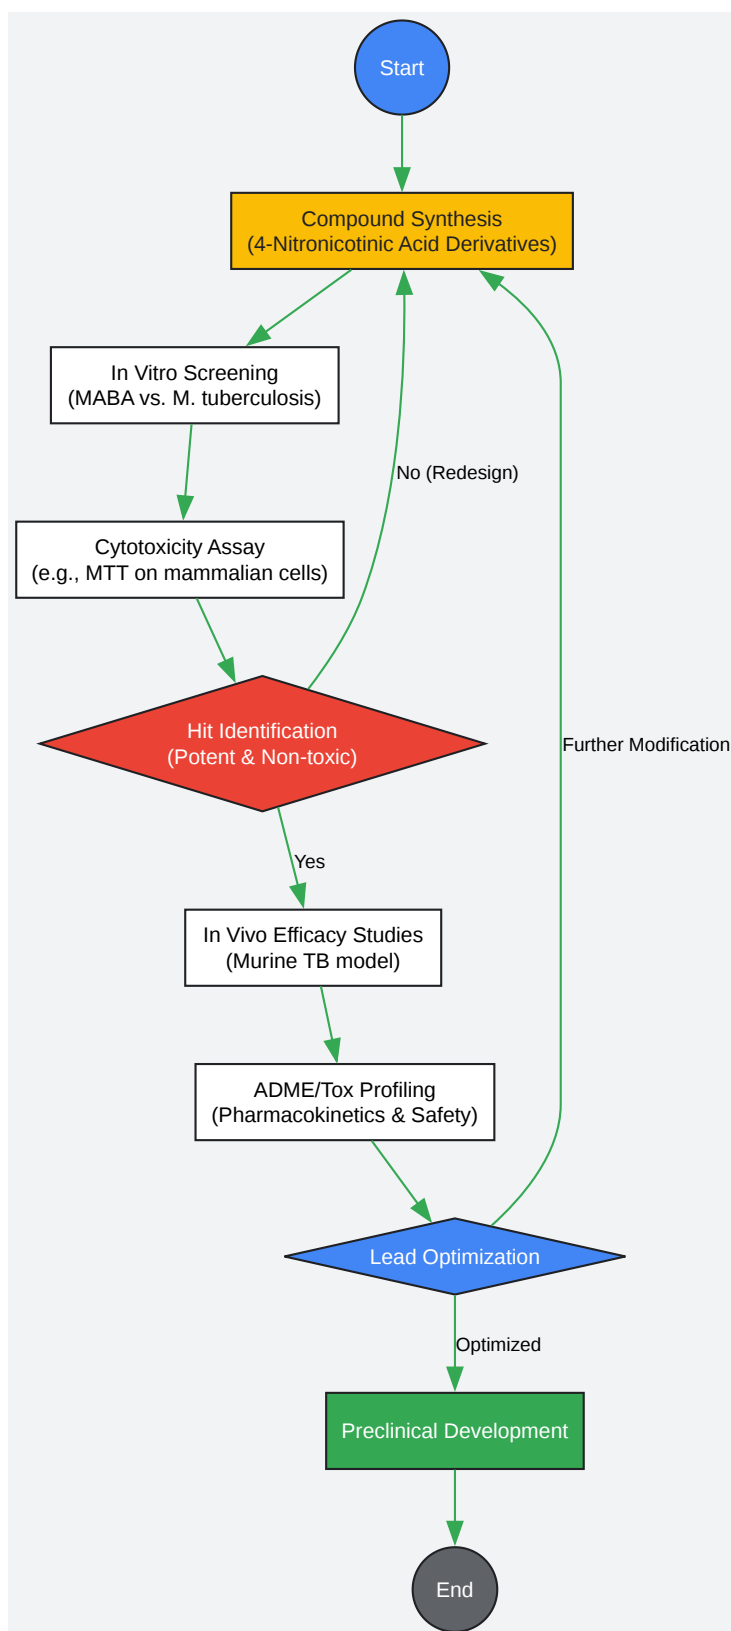 Start
Compound Synthesis
(4-Nitronicotinic Acid Derivatives)
In Vitro Screening
(MABA vs. M. tuberculosis)
No (Redesign)
Cytotoxicity Assay
(e.g., MTT on mammalian cells)
Hit Identification
(Potent & Non-toxic)
Further Modification
Yes
In Vivo Efficacy Studies
(Murine TB model)
ADME/Tox Profiling
(Pharmacokinetics & Safety)
Lead Optimization
Optimized
Preclinical Development
End